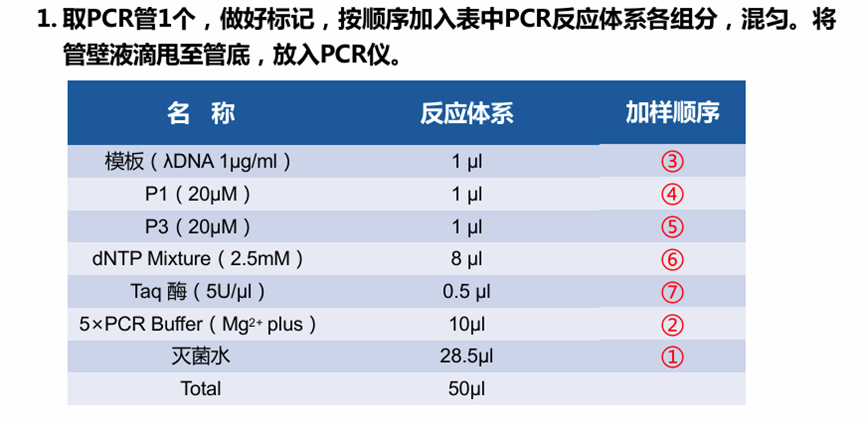 1. 取PCR管1个，做好标记，按顺序加入表中PCR反应体系各组分，混匀。将
管壁液滴甩至管底，放入PCR仪。
名 称 反应体系 加样顺序
模板（λDNA 1μg/ml） 1 μl ③
P1（20μM） 1 μl ④
P3（20μM） 1 μl ⑤
dNTP Mixture（2.5mM） 8 μl ⑥
Taq 酶（5U/μl） 0.5 μl ⑦
5×PCR Buffer（Mg²⁺ plus） 10μl ②
灭菌水 28.5μl ①
Total 50μl